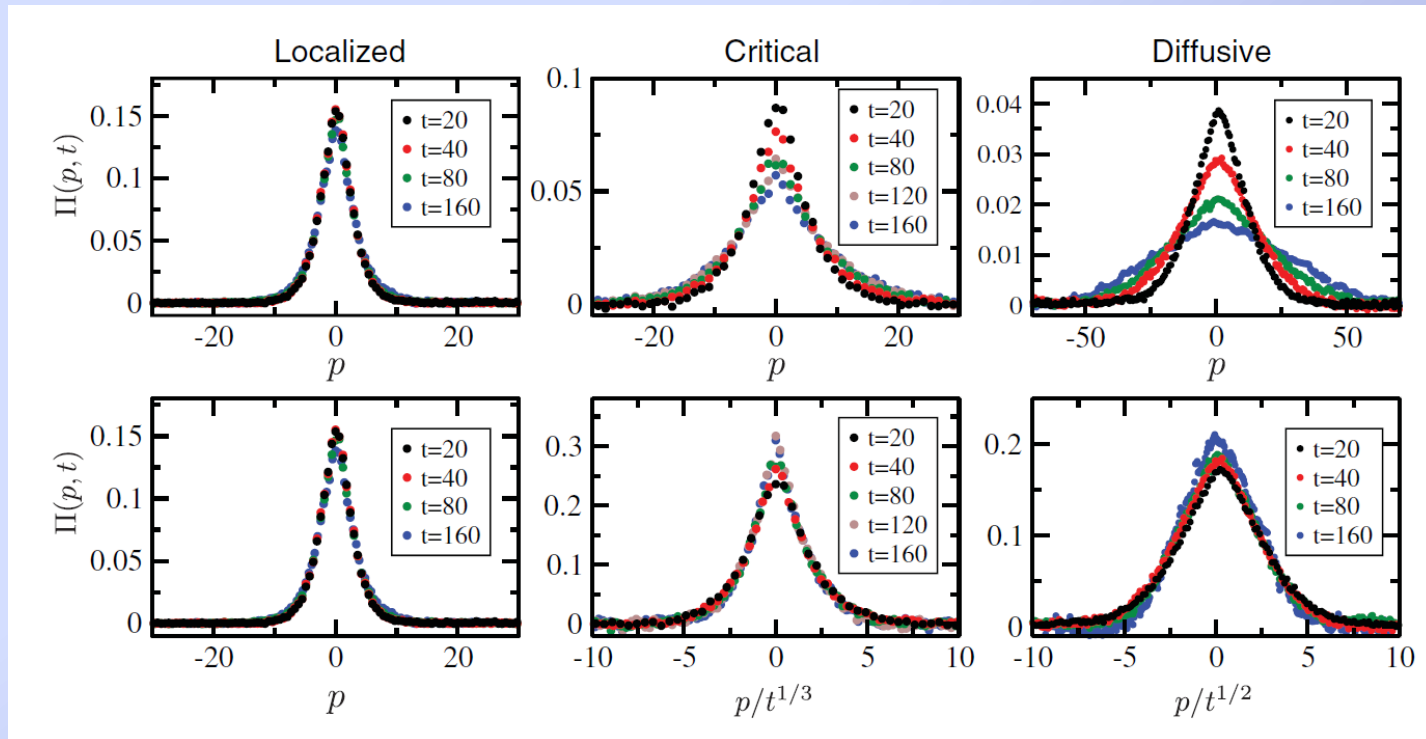 Localized
Critical
Diffusive
Π(p, t)
0.15
0.1
0.05
0
t=20
t=40
t=80
t=160
-20
0
20
p
0.1
0.05
0
t=20
t=40
t=80
t=120
t=160
-20
0
20
p
0.04
0.03
0.02
0.01
0
t=20
t=40
t=80
t=160
-50
0
50
p
Π(p, t)
0.15
0.1
0.05
0
t=20
t=40
t=80
t=160
-20
0
20
p
0.3
0.2
0.1
0
t=20
t=40
t=80
t=120
t=160
-10
-5
0
5
10
p/t^{1/3}
0.2
0.1
0
t=20
t=40
t=80
t=160
-10
-5
0
5
10
p/t^{1/2}